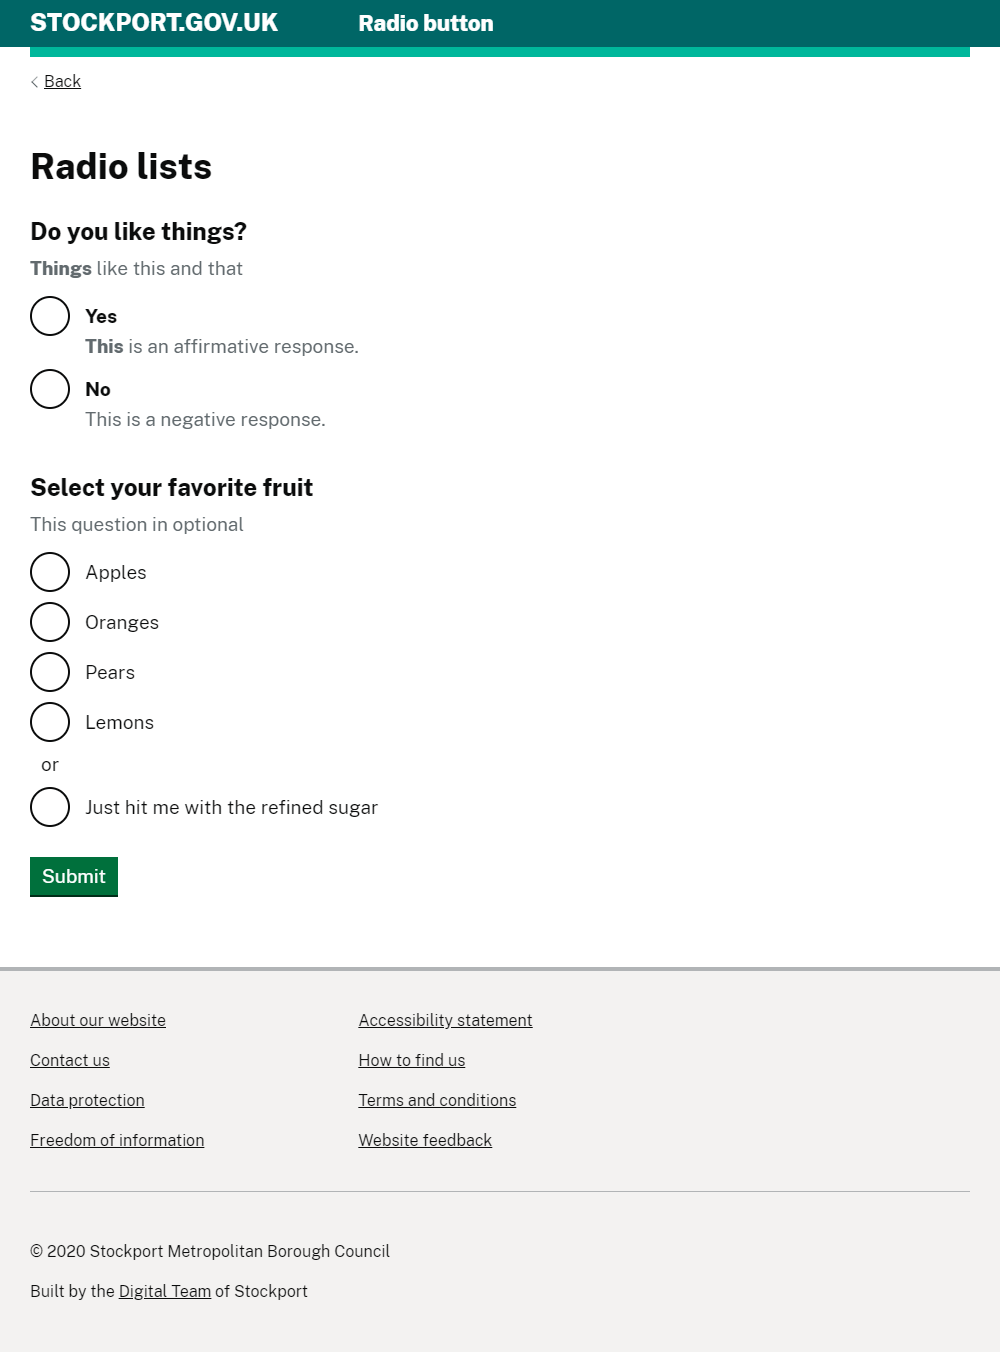 STOCKPORT.GOV.UK Radio button
Back
Radio lists
Do you like things?
Things like this and that
Yes
This is an affirmative response.
No
This is a negative response.
Select your favorite fruit
This question in optional
Apples
Oranges
Pears
Lemons
or
Just hit me with the refined sugar
Submit
About our website Accessibility statement
Contact us How to find us
Data protection Terms and conditions
Freedom of information Website feedback
© 2020 Stockport Metropolitan Borough Council
Built by the Digital Team of Stockport